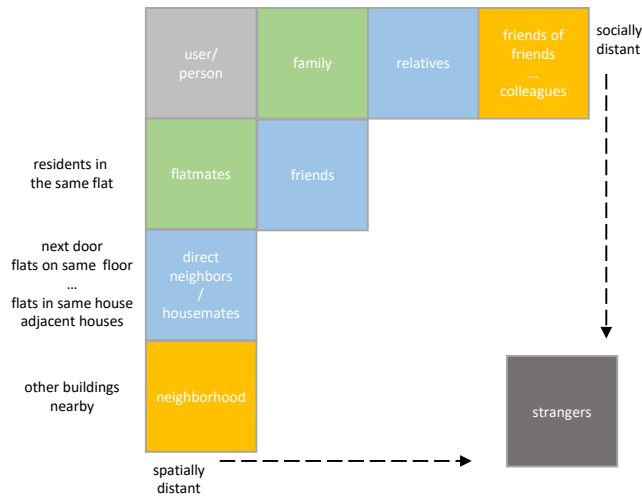 user/
person
family
relatives
friends of
friends
...
colleagues
socially
distant
residents in
the same flat
flatmates
friends
next door
flats on same floor
...
flats in same house
adjacent houses
direct
neighbors
/
housemates
other buildings
nearby
neighborhood
strangers
spatially
distant